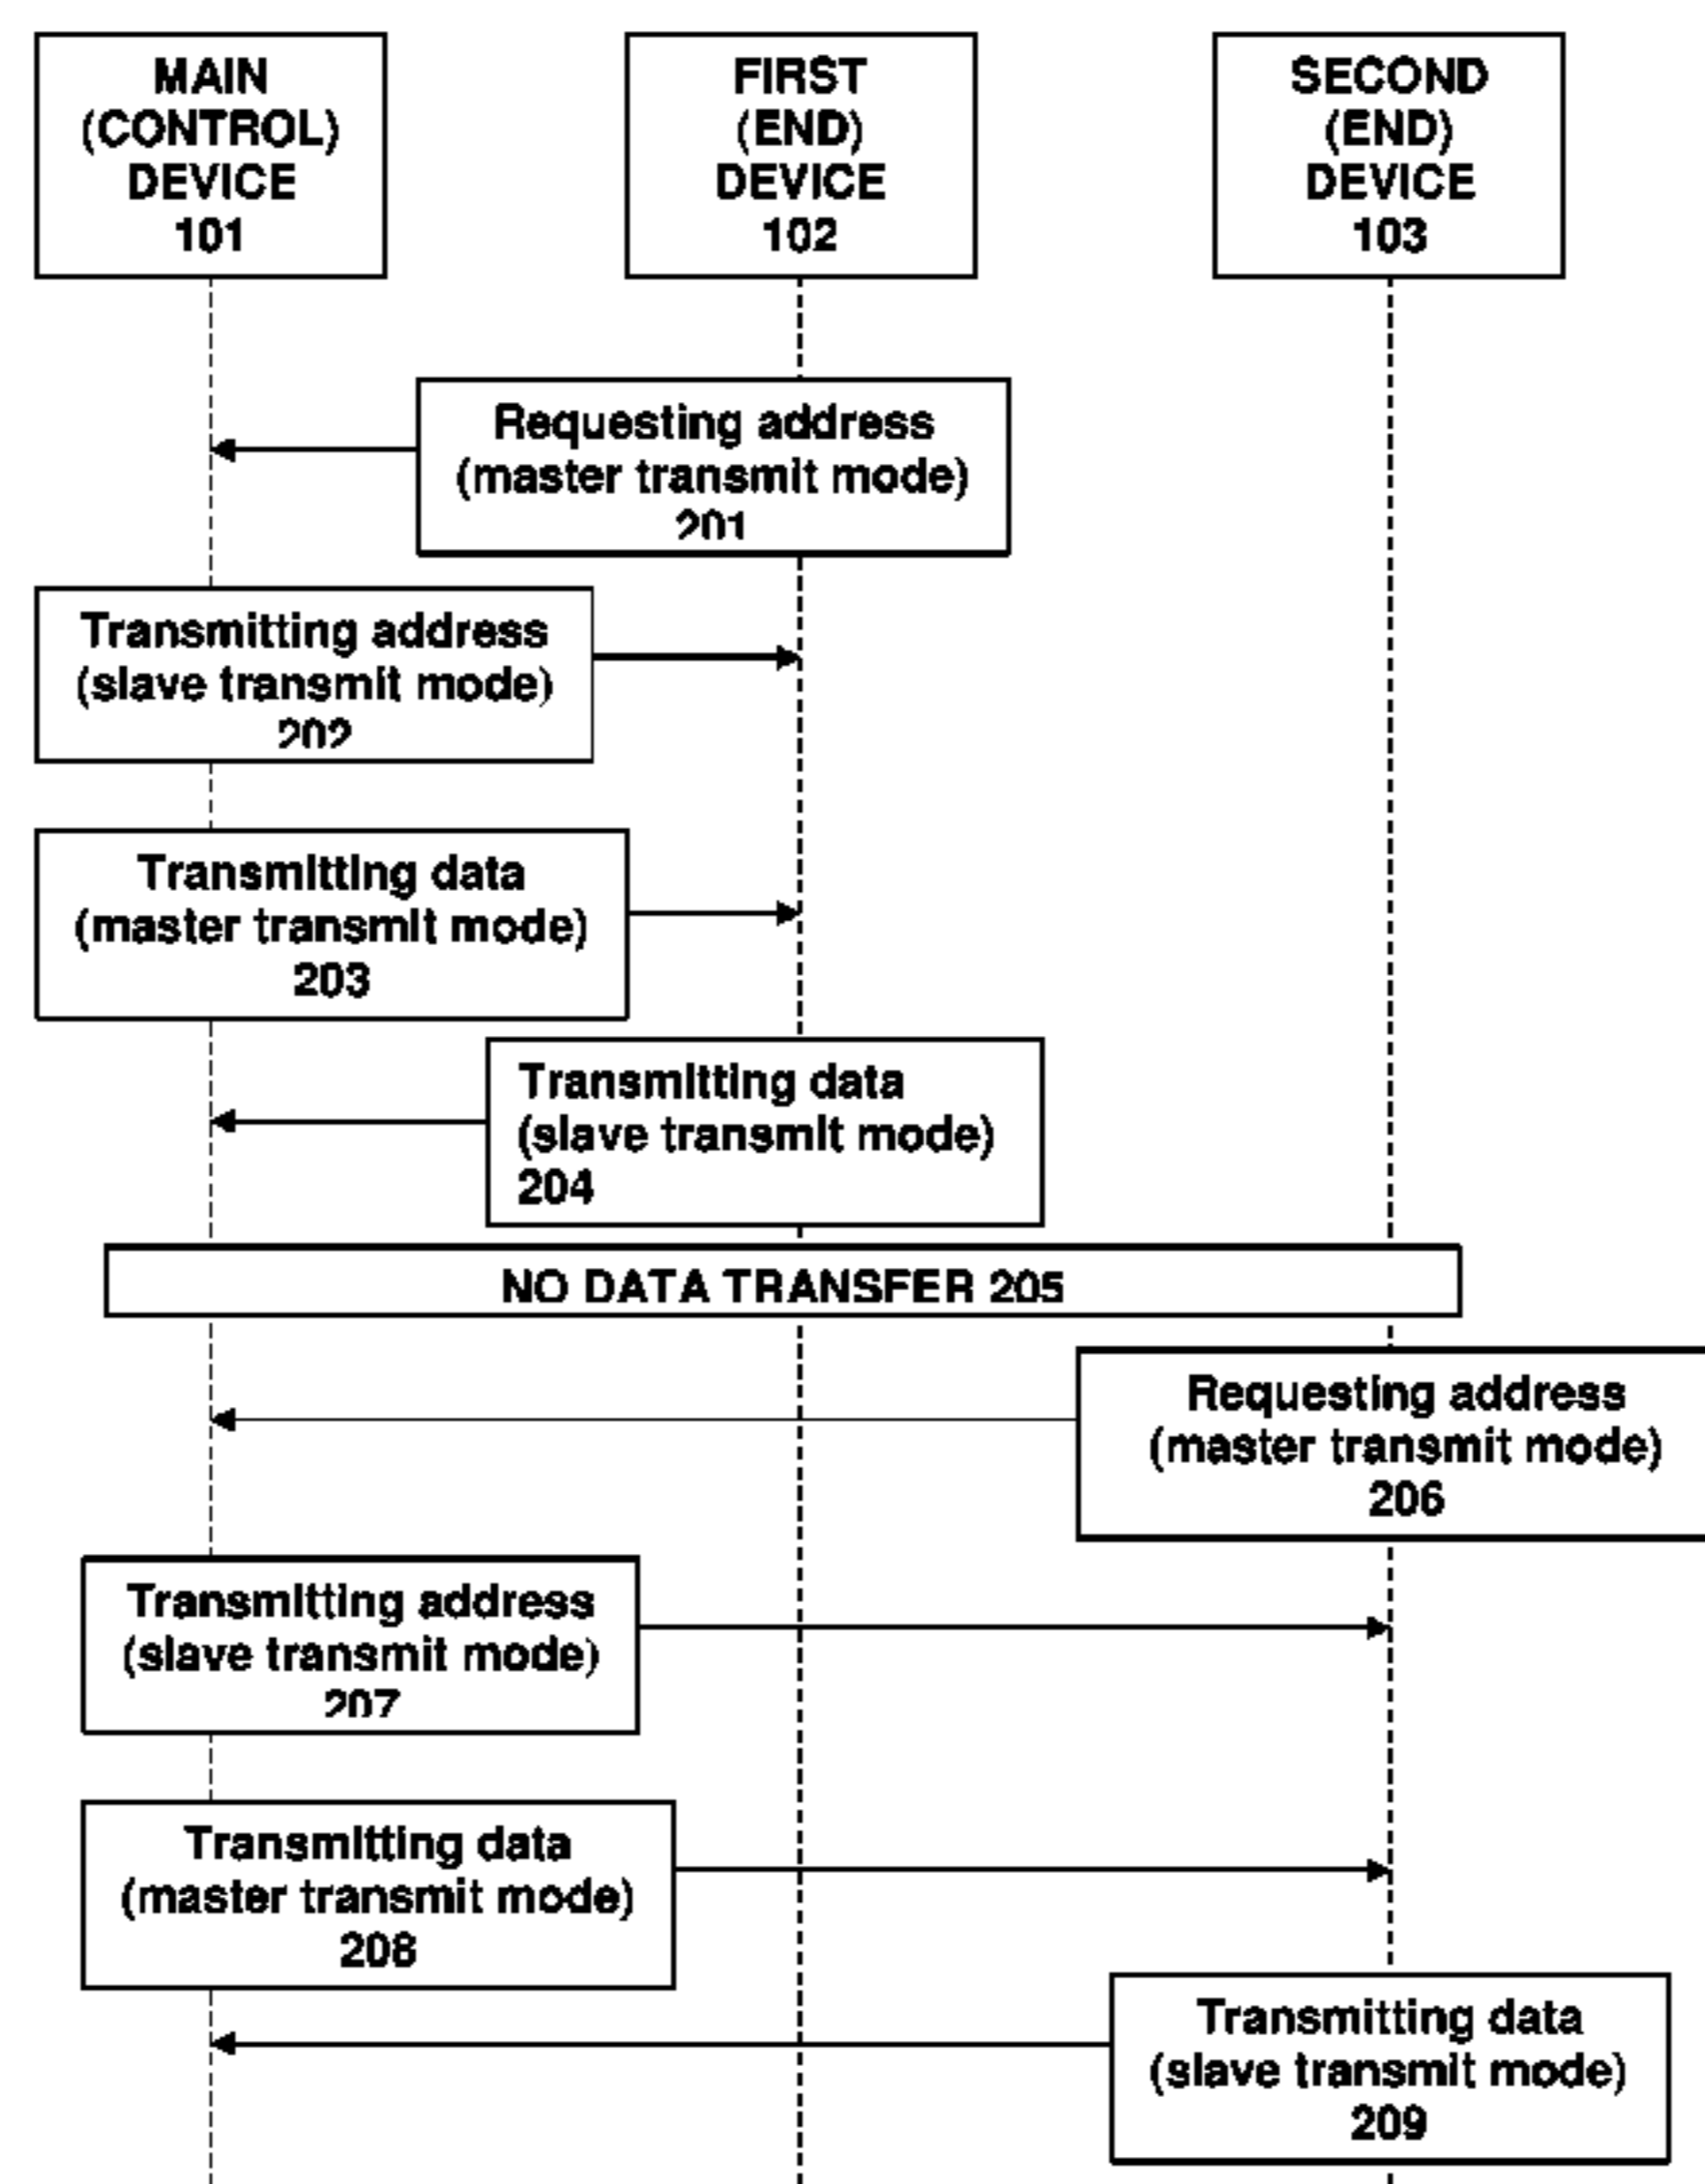 MAIN
(CONTROL)
DEVICE
101
FIRST
(END)
DEVICE
102
SECOND
(END)
DEVICE
103
Requesting address
(master transmit mode)
201
Transmitting address
(slave transmit mode)
202
Transmitting data
(master transmit mode)
203
Transmitting data
(slave transmit mode)
204
NO DATA TRANSFER 205
Requesting address
(master transmit mode)
206
Transmitting address
(slave transmit mode)
207
Transmitting data
(master transmit mode)
208
Transmitting data
(slave transmit mode)
209